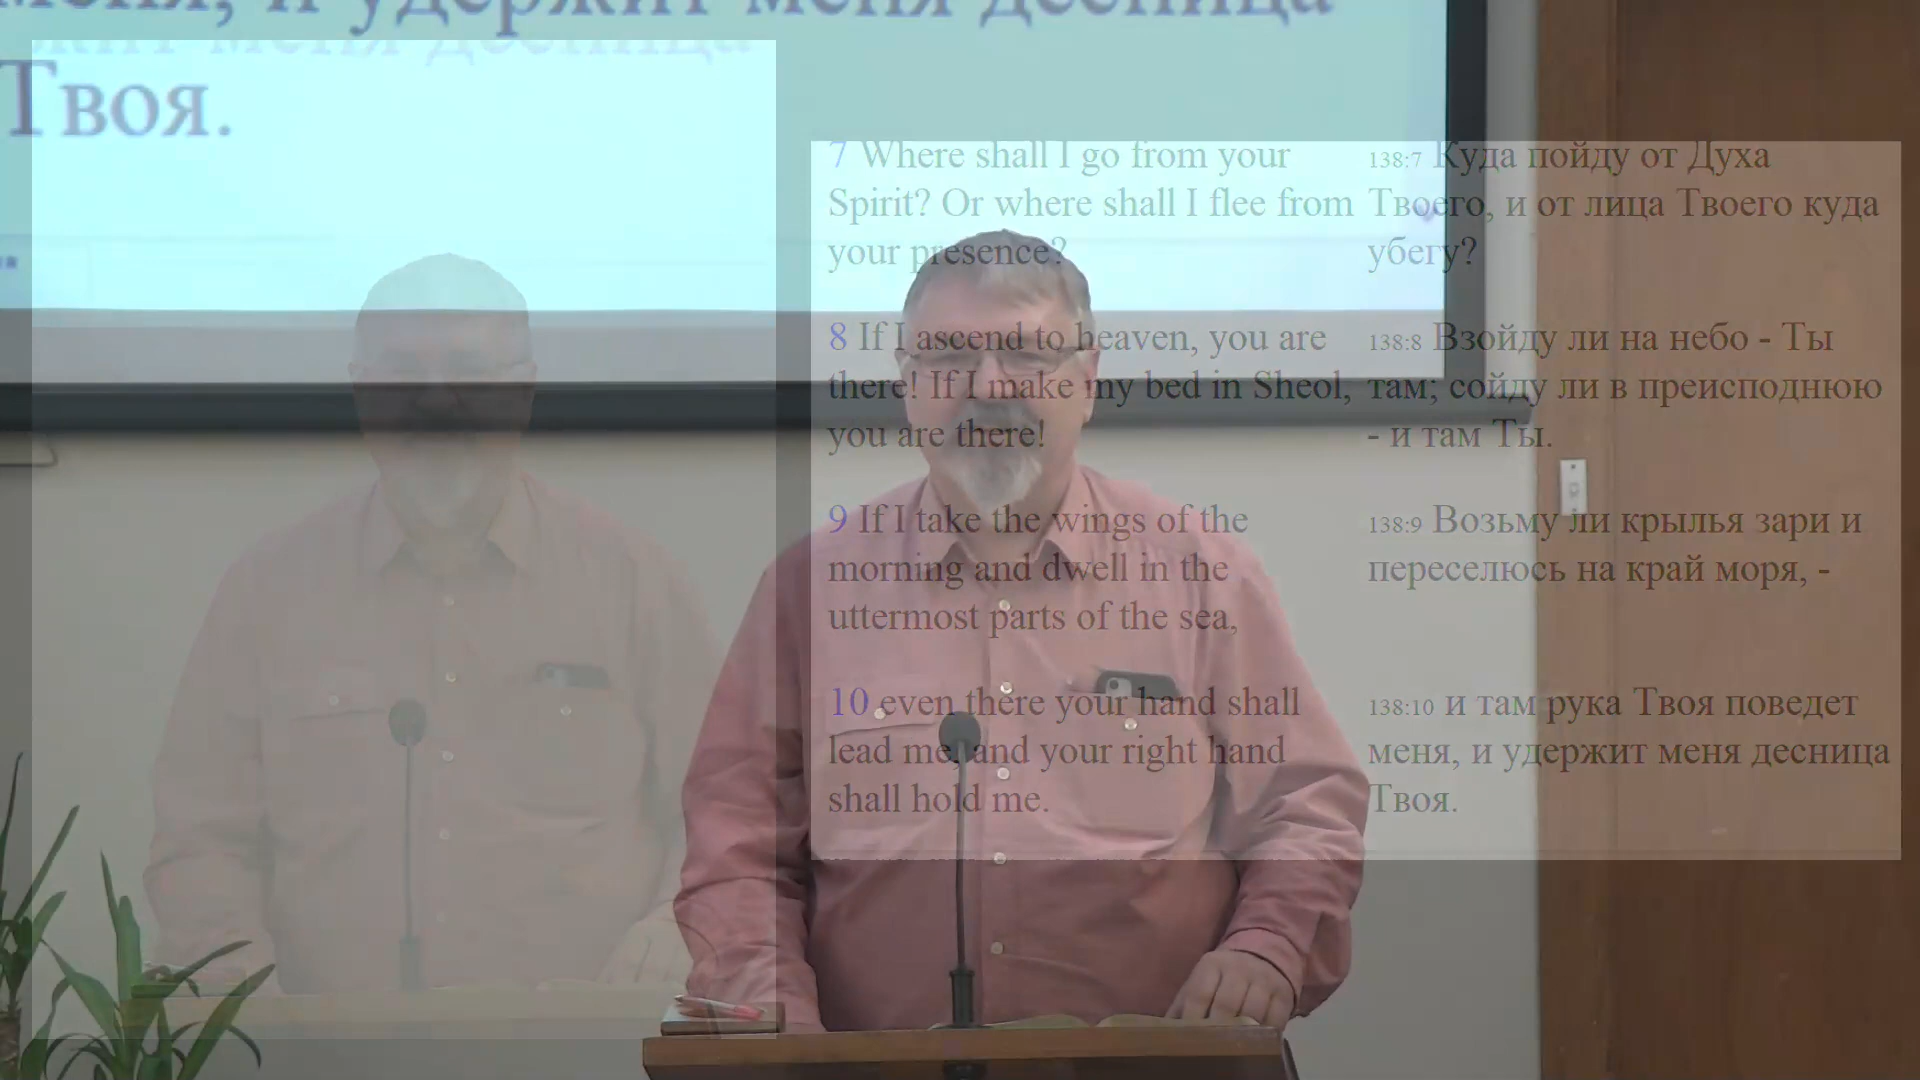 меня, и удержит меня десница
Твоя.
7 Where shall I go from your
Spirit? Or where shall I flee from
your presence?
8 If I ascend to heaven, you are
there! If I make my bed in Sheol,
you are there!
9 If I take the wings of the
morning and dwell in the
uttermost parts of the sea,
10 even there your hand shall
lead me, and your right hand
shall hold me.
138:7 Куда пойду от Духа
Твоего, и от лица Твоего куда
убегу?
138:8 Взойду ли на небо - Ты
там; сойду ли в преисподнюю
- и там Ты.
138:9 Возьму ли крылья зари и
переселюсь на край моря, -
138:10 и там рука Твоя поведет
меня, и удержит меня десница
Твоя.